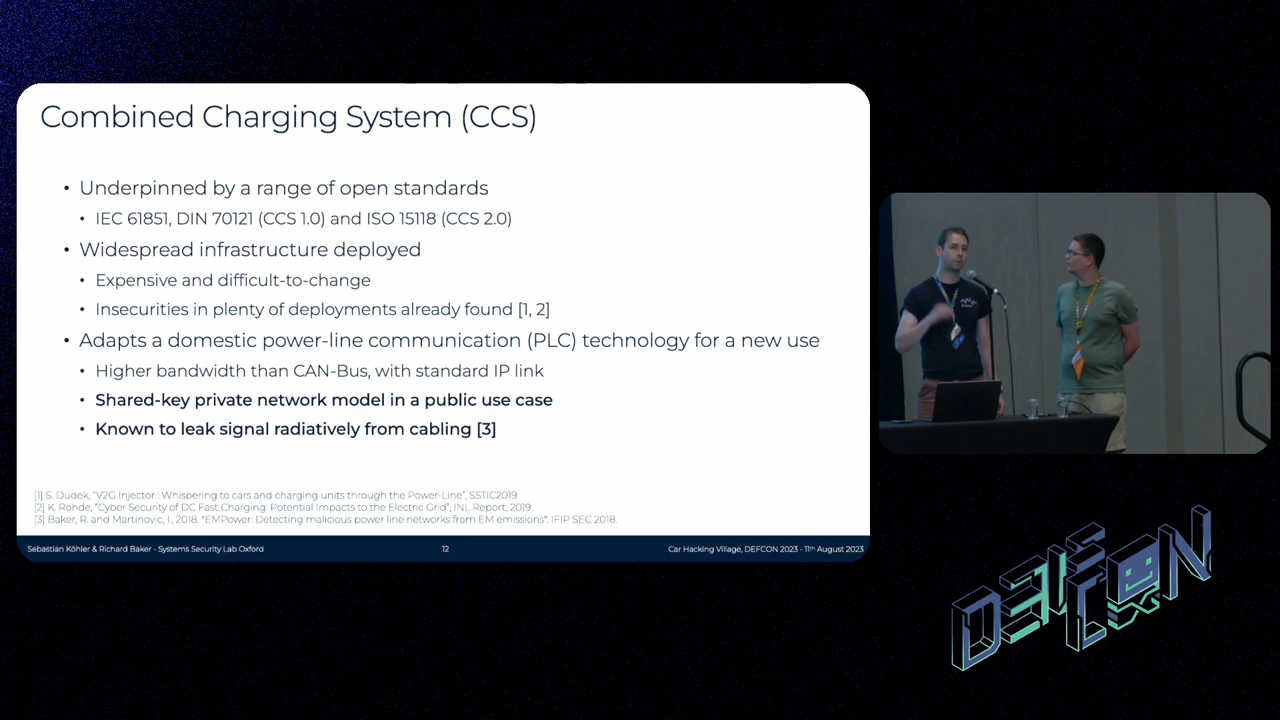 Combined Charging System (CCS)
• Underpinned by a range of open standards
• IEC 61851, DIN 70121 (CCS 1.0) and ISO 15118 (CCS 2.0)
• Widespread infrastructure deployed
• Expensive and difficult-to-change
• Insecurities in plenty of deployments already found [1, 2]
• Adapts a domestic power-line communication (PLC) technology for a new use
• Higher bandwidth than CAN-Bus, with standard IP link
• Shared-key private network model in a public use case
• Known to leak signal radiatively from cabling [3]
[1] S. Dudek, "V2G Injector : Whispering to cars and charging units through the Power-Line", SSTIC2019
[2] K. Rohde, "Cyber Security of DC Fast Charging: Potential Impacts to the Electric Grid", INL Report, 2019
[3] Baker, R. and Martinovic, I., 2018. "EMPower: Detecting malicious power line networks from EM emissions". IFIP SEC 2018.
Sebastian Köhler & Richard Baker - Systems Security Lab Oxford
12
Car Hacking Village, DEFCON 2023 - 11th August 2023
DEF
CON